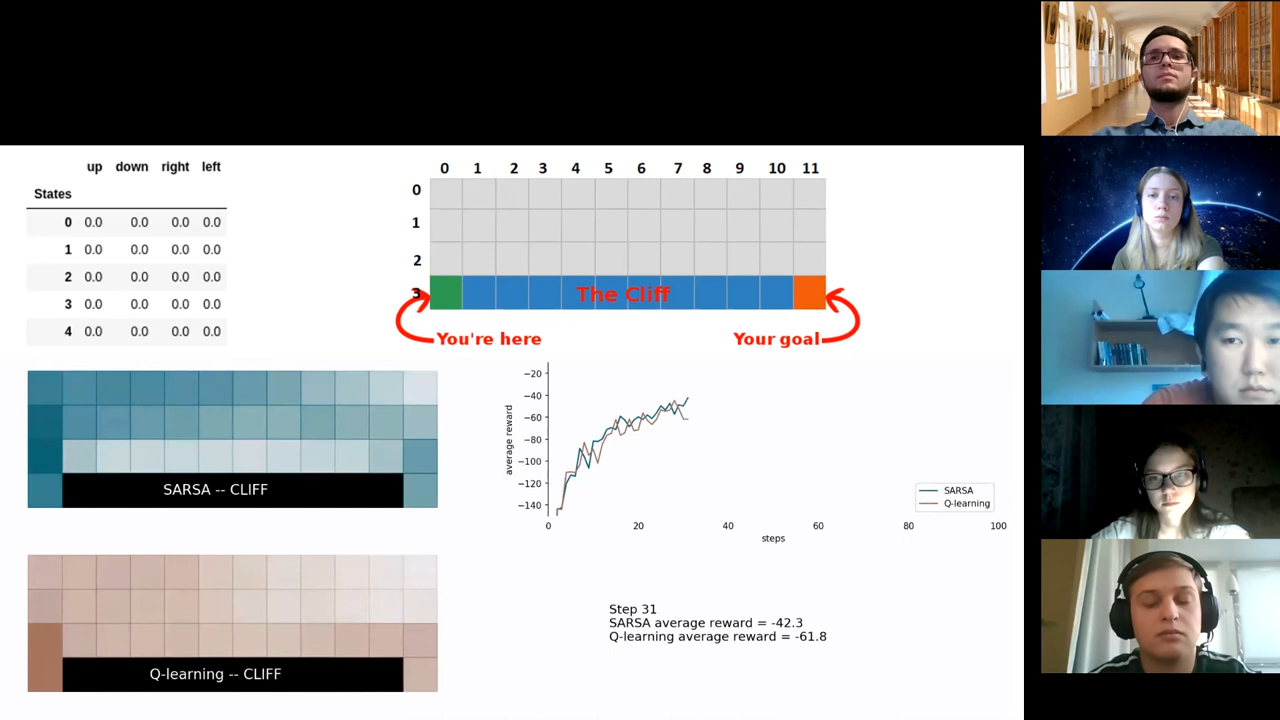 up down right left
States
0 0.0 0.0 0.0 0.0
1 0.0 0.0 0.0 0.0
2 0.0 0.0 0.0 0.0
3 0.0 0.0 0.0 0.0
4 0.0 0.0 0.0 0.0
0 1 2 3 4 5 6 7 8 9 10 11
0
1
2
3
The Cliff
You're here
Your goal
SARSA -- CLIFF
Q-learning -- CLIFF
average reward
−20
−40
−60
−80
−100
−120
−140
0 20 40 60 80 100
steps
SARSA
Q-learning
Step 31
SARSA average reward = -42.3
Q-learning average reward = -61.8